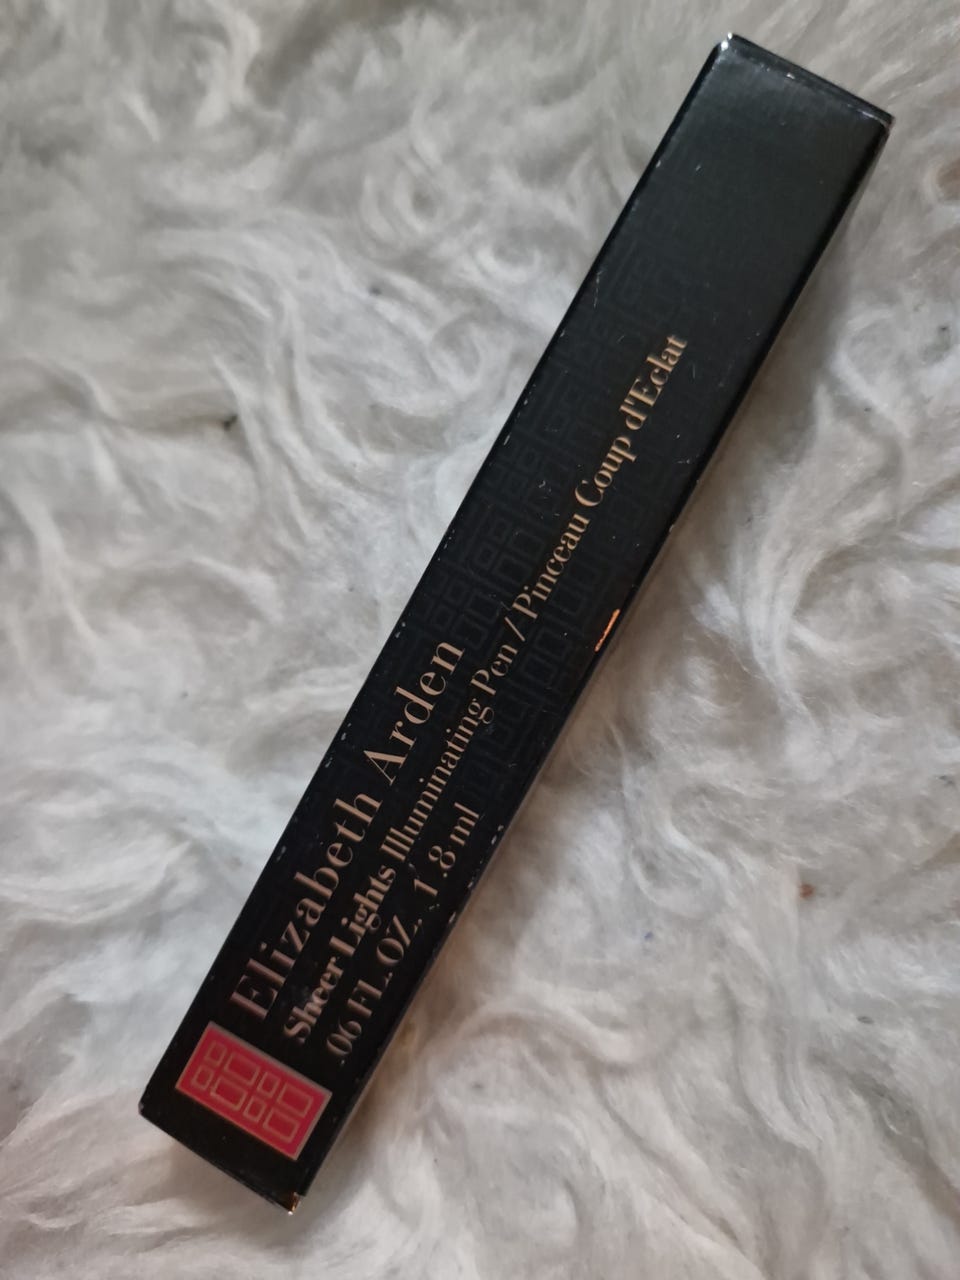 Elizabeth Arden
Sheer Lights Illuminating Pen / Pinceau Coup d'Eclat
.06 FL.OZ. 1.8 ml